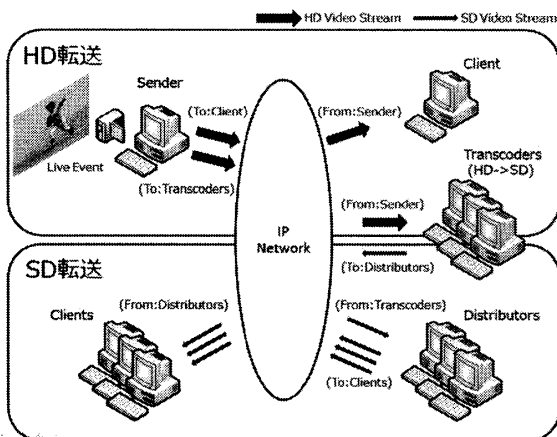 HD Video Stream
SD Video Stream
HD転送
Sender
Client
(To:Client)
(From:Sender)
Live Event
(To:Transcoders)
Transcoders
(HD->SD)
(From:Sender)
IP
Network
(To:Distributors)
SD転送
(From:Distributors)
(From:Transcoders)
Clients
Distributors
(To:Clients)